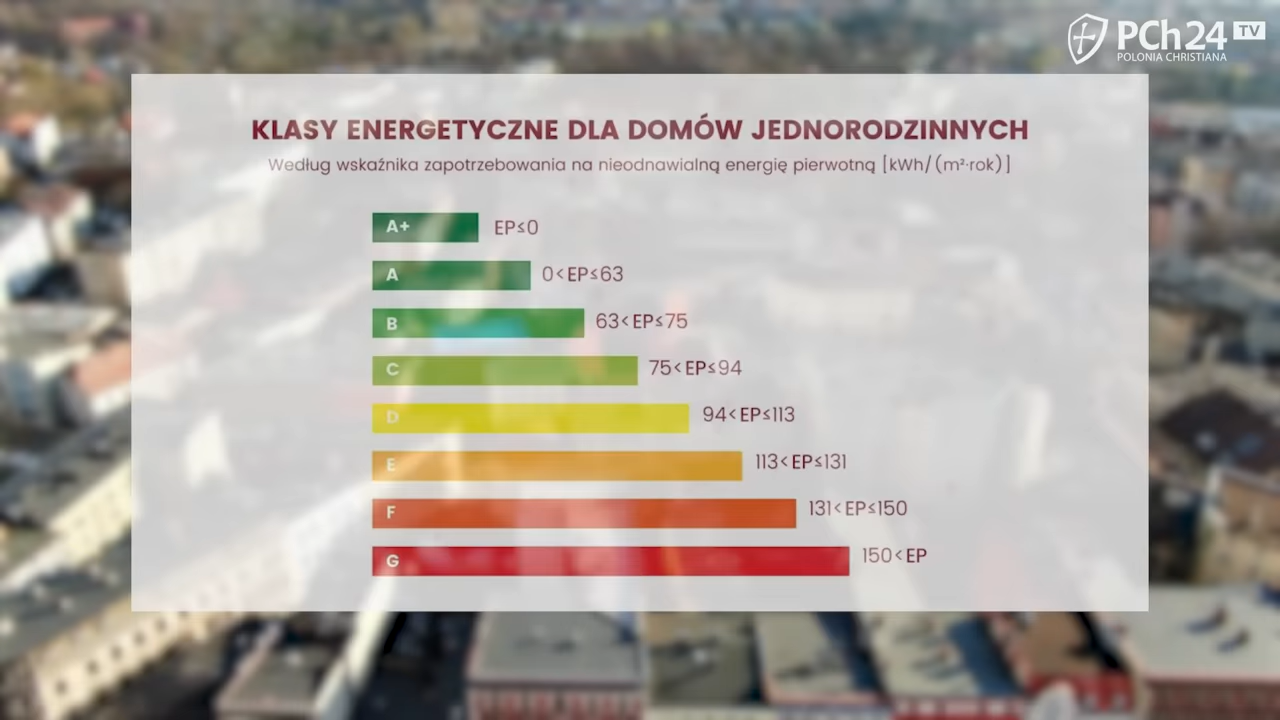 PCh24 TV
POLONIA CHRISTIANA
KLASY ENERGETYCZNE DLA DOMÓW JEDNORODZINNYCH
Według wskaźnika zapotrzebowania na nieodnawialną energię pierwotną [kWh/(m²·rok)]
A+ EP≤0
A 0<EP≤63
B 63<EP≤75
C 75<EP≤94
D 94<EP≤113
E 113<EP≤131
F 131<EP≤150
G 150<EP